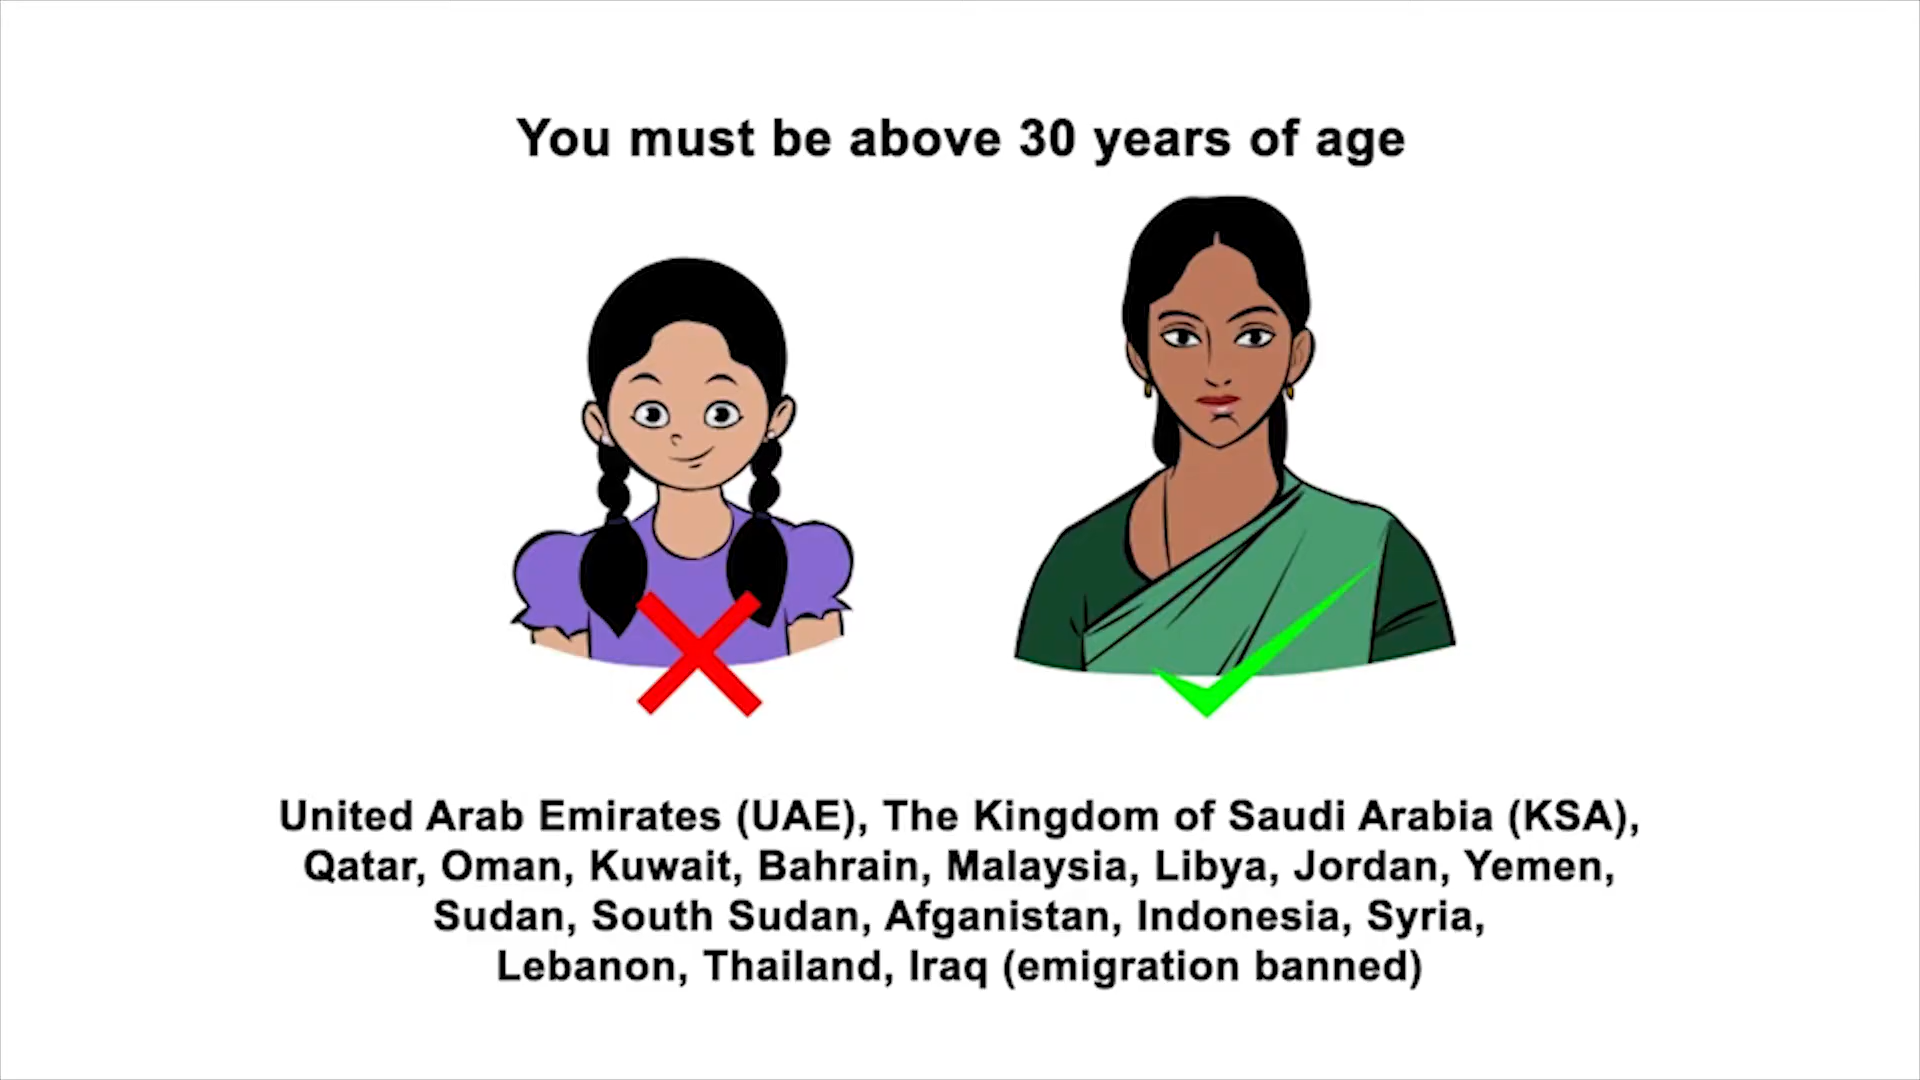 You must be above 30 years of age
United Arab Emirates (UAE), The Kingdom of Saudi Arabia (KSA),
Qatar, Oman, Kuwait, Bahrain, Malaysia, Libya, Jordan, Yemen,
Sudan, South Sudan, Afganistan, Indonesia, Syria,
Lebanon, Thailand, Iraq (emigration banned)